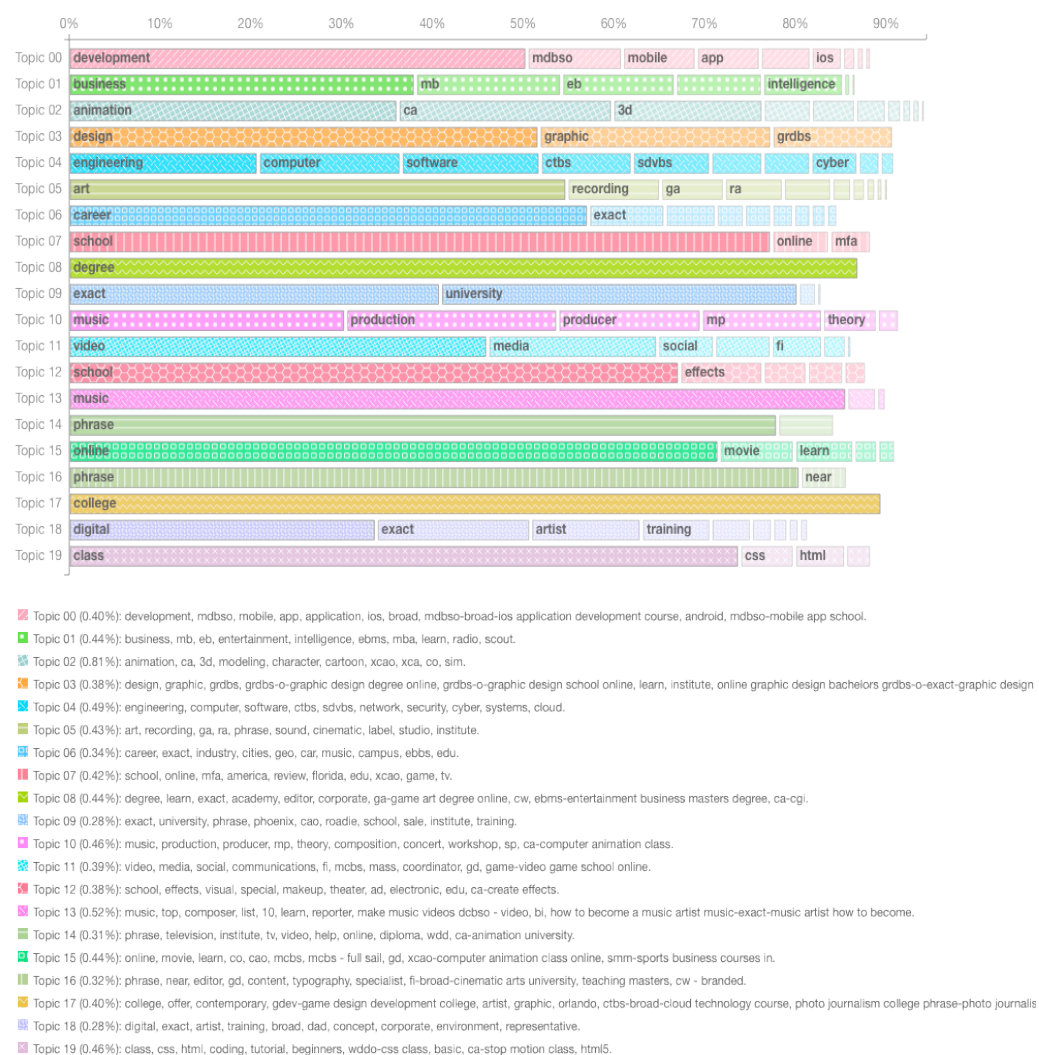 0% 10% 20% 30% 40% 50% 60% 70% 80% 90%
Topic 00 development mdbso mobile app ios
Topic 01 business mb eb intelligence
Topic 02 animation ca 3d
Topic 03 design graphic grdbs
Topic 04 engineering computer software ctbs sdvbs cyber
Topic 05 art recording ga ra
Topic 06 career exact
Topic 07 school online mfa
Topic 08 degree
Topic 09 exact university
Topic 10 music production producer mp theory
Topic 11 video media social fi
Topic 12 school effects
Topic 13 music
Topic 14 phrase
Topic 15 online movie learn
Topic 16 phrase near
Topic 17 college
Topic 18 digital exact artist training
Topic 19 class css html
Topic 00 (0.40%): development, mdbso, mobile, app, application, ios, broad, mdbso-broad-ios application development course, android, mdbso-mobile app school.
Topic 01 (0.44%): business, mb, eb, entertainment, intelligence, ebms, mba, learn, radio, scout.
Topic 02 (0.81%): animation, ca, 3d, modeling, character, cartoon, xcao, xca, co, sim.
Topic 03 (0.38%): design, graphic, grdbs, grdbs-o-graphic design degree online, grdbs-o-graphic design school online, learn, institute, online graphic design bachelors grdbs-o-exact-graphic design
Topic 04 (0.49%): engineering, computer, software, ctbs, sdvbs, network, security, cyber, systems, cloud.
Topic 05 (0.43%): art, recording, ga, ra, phrase, sound, cinematic, label, studio, institute.
Topic 06 (0.34%): career, exact, industry, cities, geo, car, music, campus, ebbs, edu.
Topic 07 (0.42%): school, online, mfa, america, review, florida, edu, xcao, game, tv.
Topic 08 (0.44%): degree, learn, exact, academy, editor, corporate, ga-game art degree online, cw, ebms-entertainment business masters degree, ca-cgi.
Topic 09 (0.28%): exact, university, phrase, phoenix, cao, roadie, school, sale, institute, training.
Topic 10 (0.46%): music, production, producer, mp, theory, composition, concert, workshop, sp, ca-computer animation class.
Topic 11 (0.39%): video, media, social, communications, fi, mcbs, mass, coordinator, gd, game-video game school online.
Topic 12 (0.38%): school, effects, visual, special, makeup, theater, ad, electronic, edu, ca-create effects.
Topic 13 (0.52%): music, top, composer, list, 10, learn, reporter, make music videos dcbso - video, bi, how to become a music artist music-exact-music artist how to become.
Topic 14 (0.31%): phrase, television, institute, tv, video, help, online, diploma, wdd, ca-animation university.
Topic 15 (0.44%): online, movie, learn, co, cao, mcbs, mcbs - full sail, gd, xcao-computer animation class online, smm-sports business courses in.
Topic 16 (0.32%): phrase, near, editor, gd, content, typography, specialist, fi-broad-cinematic arts university, teaching masters, cw - branded.
Topic 17 (0.40%): college, offer, contemporary, gdev-game design development college, artist, graphic, orlando, ctbs-broad-cloud technology course, photo journalism college phrase-photo journalis
Topic 18 (0.28%): digital, exact, artist, training, broad, dad, concept, corporate, environment, representative.
Topic 19 (0.46%): class, css, html, coding, tutorial, beginners, wddo-css class, basic, ca-stop motion class, html5.